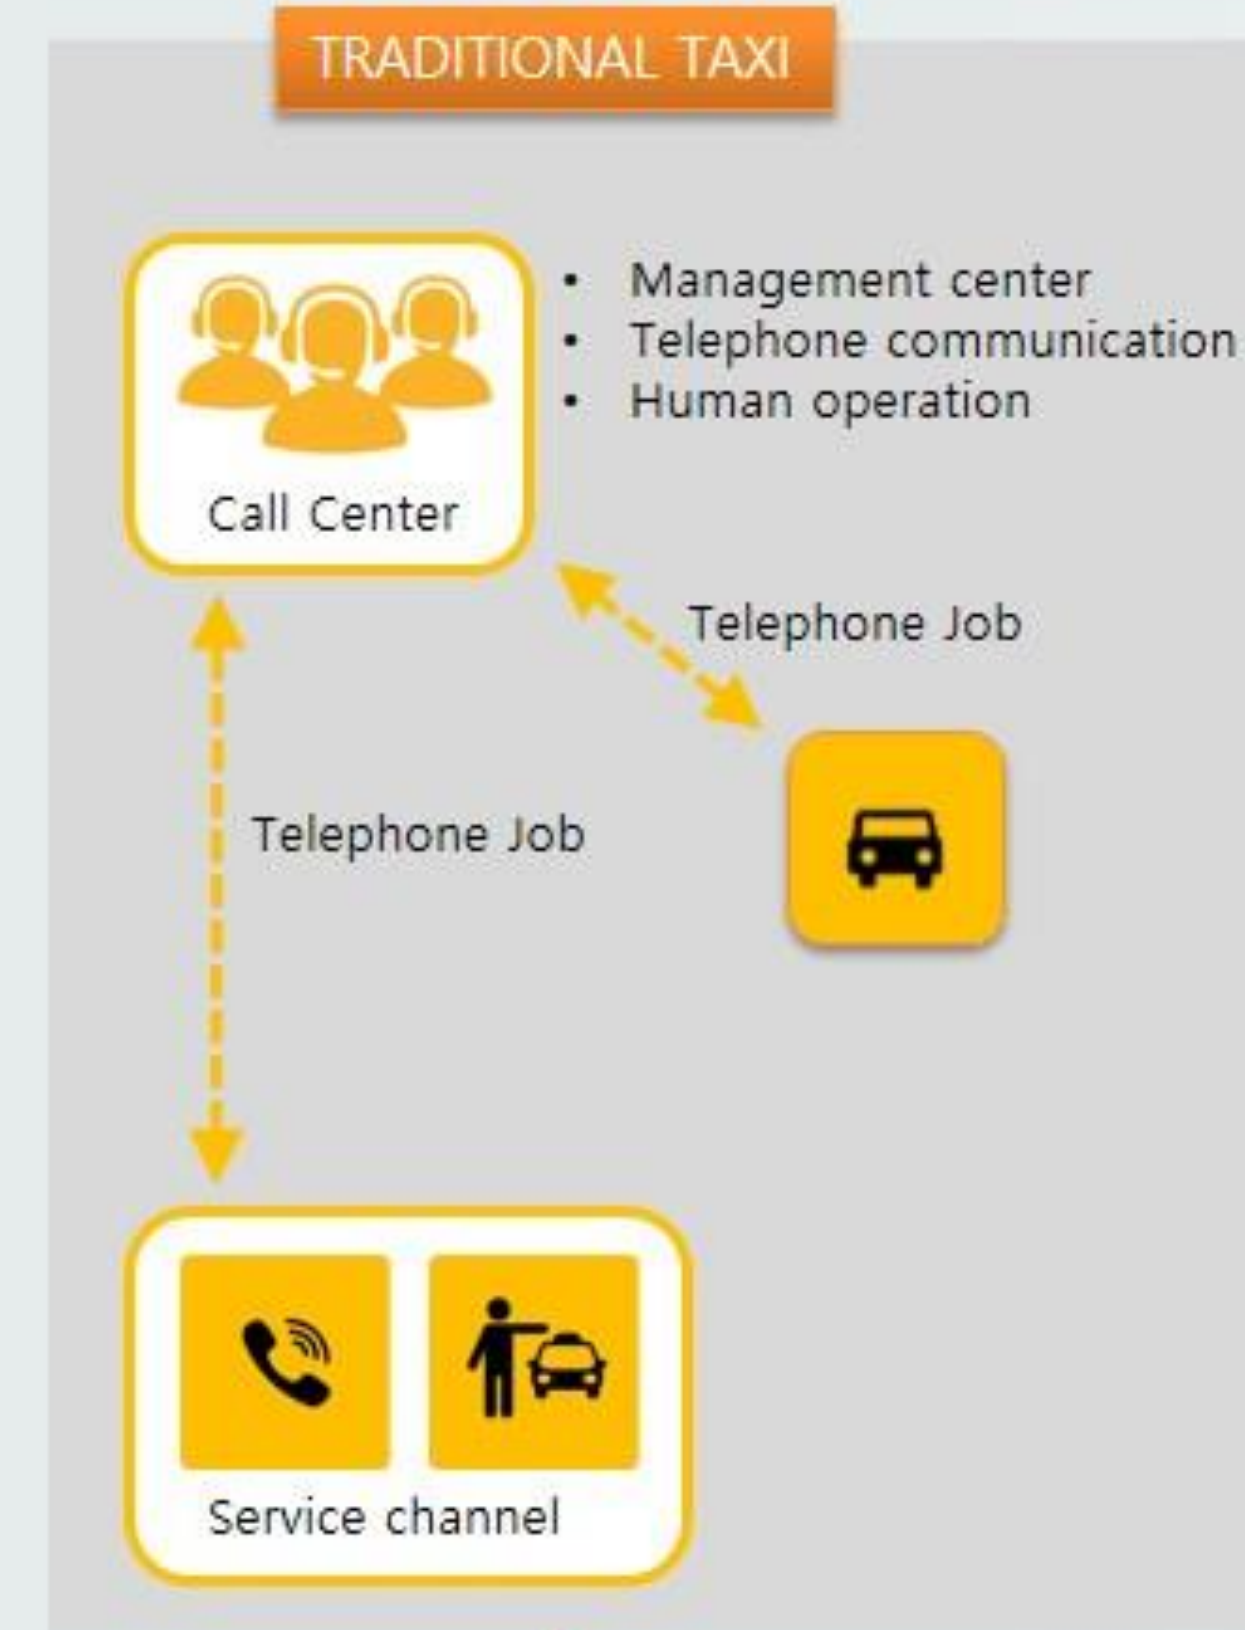 TRADITIONAL TAXI
• Management center
• Telephone communication
• Human operation
Call Center
Telephone Job
Telephone Job
Service channel